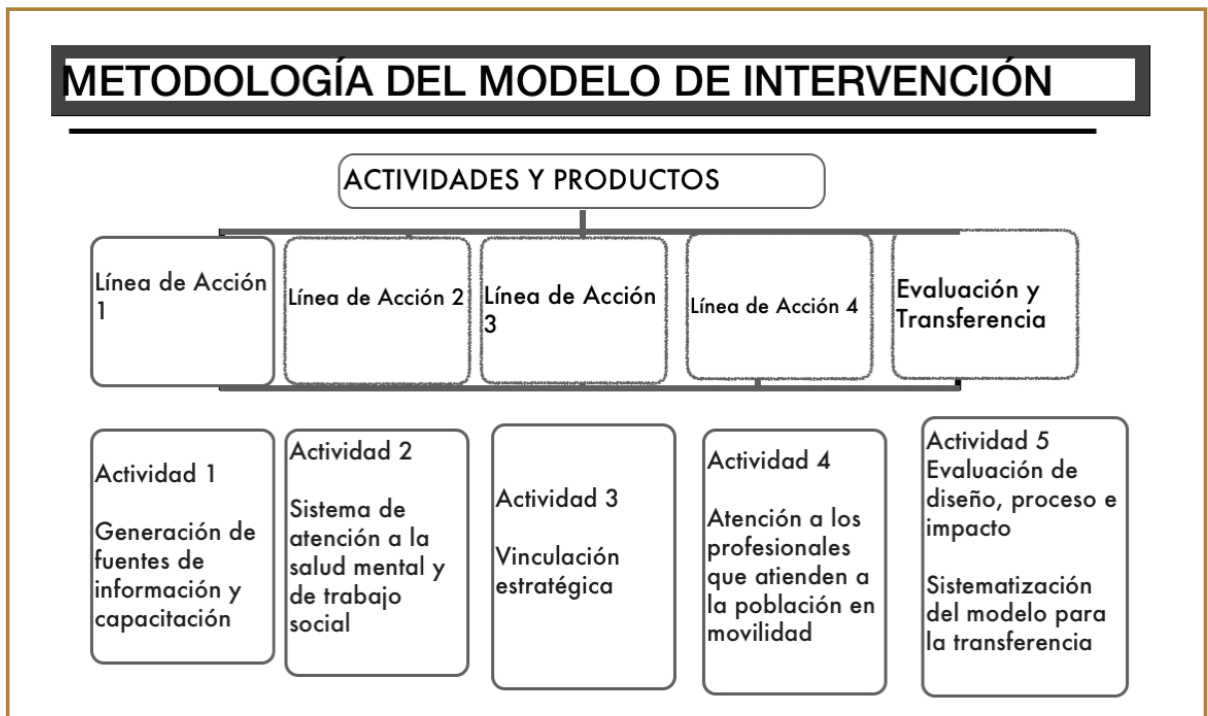 METODOLOGÍA DEL MODELO DE INTERVENCIÓN
ACTIVIDADES Y PRODUCTOS
Línea de Acción
1
Línea de Acción 2
Línea de Acción
3
Línea de Acción 4
Evaluación y
Transferencia
Actividad 1
Generación de
fuentes de
información y
capacitación
Actividad 2
Sistema de
atención a la
salud mental y
de trabajo
social
Actividad 3
Vinculación
estratégica
Actividad 4
Atención a los
profesionales
que atienden a
la población en
movilidad
Actividad 5
Evaluación de
diseño, proceso e
impacto
Sistematización
del modelo para
la transferencia